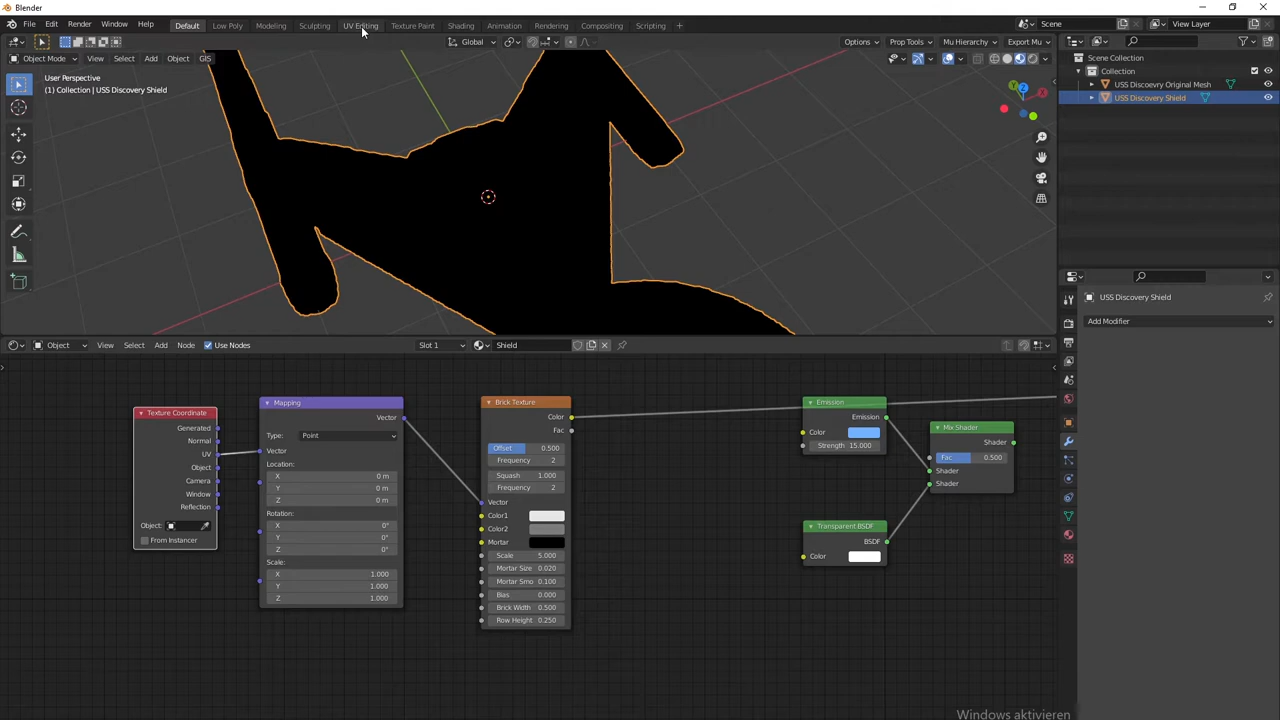 Blender
File Edit Render Window Help Default Low Poly Modeling Sculpting UV Editing Texture Paint Shading Animation Rendering Compositing Scripting + Scene View Layer
Global Options Prop Tools Mu Hierarchy Export Mu
Object Mode View Select Add Object GIS
User Perspective
(1) Collection | USS Discovery Shield
Z
Y
X
Scene Collection
Collection
USS Discoevry Original Mesh
USS Discovery Shield
USS Discovery Shield
Add Modifier
Object View Select Add Node Use Nodes Slot 1 Shield
Texture Coordinate
Generated
Normal
UV
Object
Camera
Window
Reflection
Object:
From Instancer
Mapping
Vector
Type: Point
Vector
Location:
X 0 m
Y 0 m
Z 0 m
Rotation:
X 0°
Y 0°
Z 0°
Scale:
X 1.000
Y 1.000
Z 1.000
Brick Texture
Color
Fac
Offset 0.500
Frequency 2
Squash 1.000
Frequency 2
Vector
Color1
Color2
Mortar
Scale 5.000
Mortar Size 0.020
Mortar Smo 0.100
Bias 0.000
Brick Width 0.500
Row Height 0.250
Emission
Emission
Color
Strength 15.000
Mix Shader
Shader
Fac 0.500
Shader
Shader
Transparent BSDF
BSDF
Color
Windows aktivieren